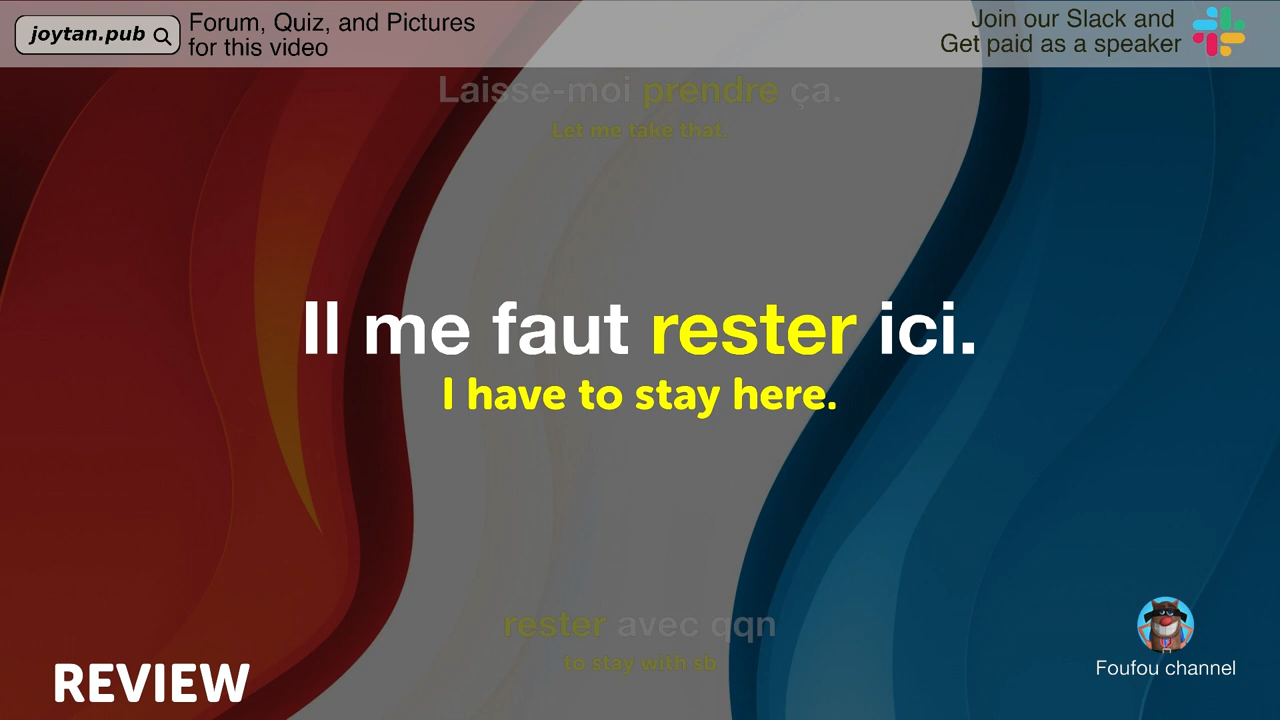 joytan.pub
Forum, Quiz, and Pictures
for this video
Join our Slack and
Get paid as a speaker
Laisse-moi prendre ça.
Let me take that.
Il me faut rester ici.
I have to stay here.
rester avec qqn
to stay with sb
REVIEW
Foufou channel